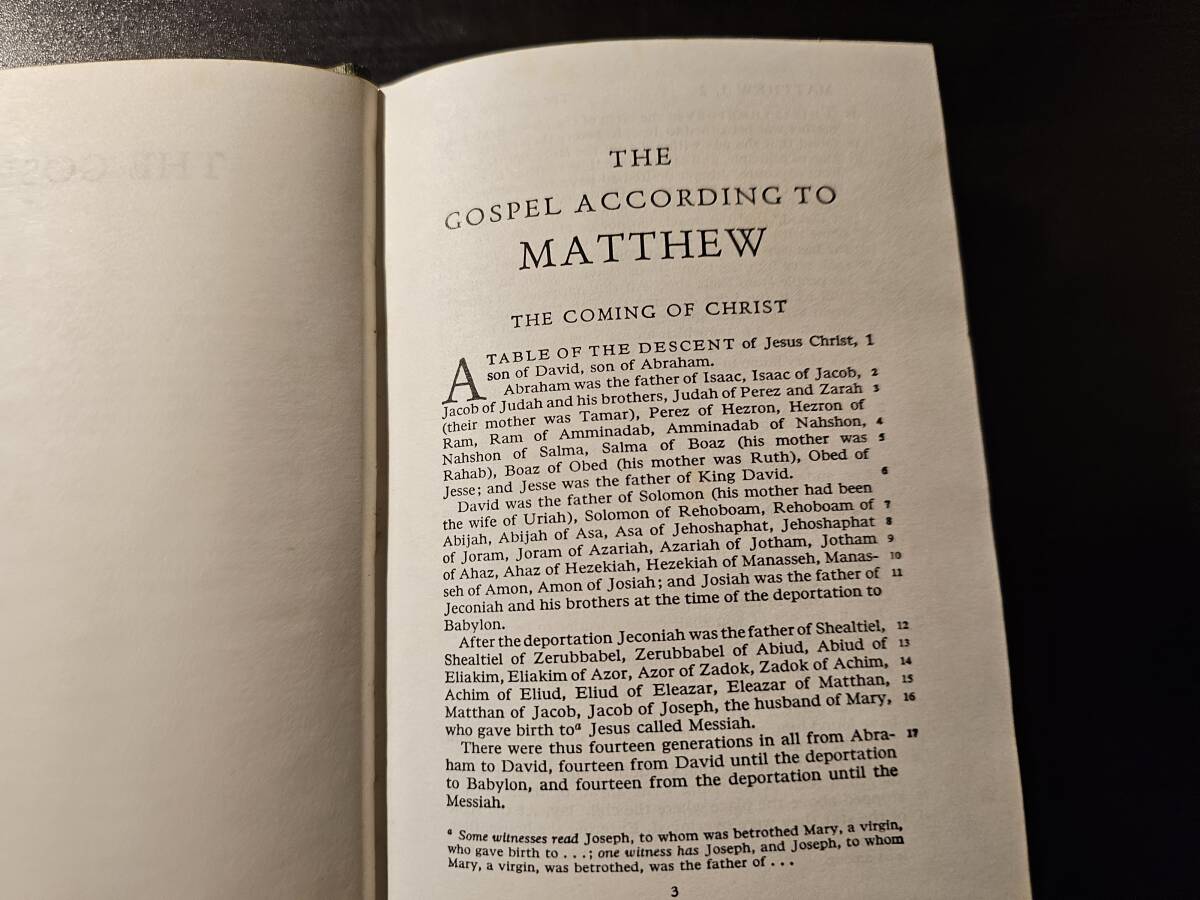 THE
GOSPEL ACCORDING TO
MATTHEW
THE COMING OF CHRIST
A TABLE OF THE DESCENT of Jesus Christ, 1
son of David, son of Abraham.
Abraham was the father of Isaac, Isaac of Jacob, 2
Jacob of Judah and his brothers, Judah of Perez and Zarah 3
(their mother was Tamar), Perez of Hezron, Hezron of
Ram, Ram of Amminadab, Amminadab of Nahshon, 4
Nahshon of Salma, Salma of Boaz (his mother was 5
Rahab), Boaz of Obed (his mother was Ruth), Obed of
Jesse; and Jesse was the father of King David. 6
David was the father of Solomon (his mother had been
the wife of Uriah), Solomon of Rehoboam, Rehoboam of 7
Abijah, Abijah of Asa, Asa of Jehoshaphat, Jehoshaphat 8
of Joram, Joram of Azariah, Azariah of Jotham, Jotham 9
of Ahaz, Ahaz of Hezekiah, Hezekiah of Manasseh, Manas- 10
seh of Amon, Amon of Josiah; and Josiah was the father of 11
Jeconiah and his brothers at the time of the deportation to
Babylon.
After the deportation Jeconiah was the father of Shealtiel, 12
Shealtiel of Zerubbabel, Zerubbabel of Abiud, Abiud of 13
Eliakim, Eliakim of Azor, Azor of Zadok, Zadok of Achim, 14
Achim of Eliud, Eliud of Eleazar, Eleazar of Matthan, 15
Matthan of Jacob, Jacob of Joseph, the husband of Mary, 16
who gave birth to^a Jesus called Messiah.
There were thus fourteen generations in all from Abra- 17
ham to David, fourteen from David until the deportation
to Babylon, and fourteen from the deportation until the
Messiah.
^a Some witnesses read Joseph, to whom was betrothed Mary, a virgin,
who gave birth to . . .; one witness has Joseph, and Joseph, to whom
Mary, a virgin, was betrothed, was the father of . . .
3